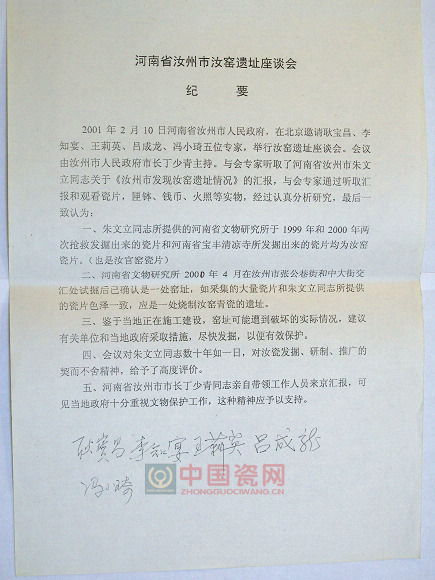 河南省汝州市汝窑遗址座谈会
纪 要
2001 年 2 月 10 日河南省汝州市人民政府，在北京邀请耿宝昌、李
知宴、王莉英、吕成龙、冯小琦五位专家，举行汝窑遗址座谈会。会议
由汝州市人民政府市长丁少青主持。与会专家听取了河南省汝州市朱文
立同志关于《汝州市发现汝窑遗址情况》的汇报，与会专家通过听取汇
报和观看瓷片，匣钵、钱币、火照等实物，经过认真分析研究，最后一
致认为：
一、朱文立同志所提供的河南省文物研究所于 1999 年和 2000 年两
次抢救发掘出来的瓷片和河南省宝丰清凉寺所发掘出来的瓷片均为汝窑
瓷片。（也是汝官窑瓷片）
二、河南省文物研究所 2000 年 4 月在汝州市张公巷街和中大街交
汇处试掘后已确认是一处窑址，如采集的大量瓷片和朱文立同志所提供
的瓷片色泽一致，应是一处烧制汝窑青瓷的遗址。
三、鉴于当地正在施工建设，窑址可能遭到破坏的实际情况，建议
有关单位和当地政府采取措施，尽快发掘，以便有效保护。
四、会议对朱文立同志数十年如一日，对汝瓷发掘、研制、推广的
契而不舍精神，给予了高度评价。
五、河南省汝州市市长丁少青同志亲自带领工作人员来京汇报，可
见当地政府十分重视文物保护工作，这种精神应予以支持。
耿宝昌 李知宴 王莉英 吕成龙
冯小琦
中国瓷网
ZHONGGUOCIWANG.CN